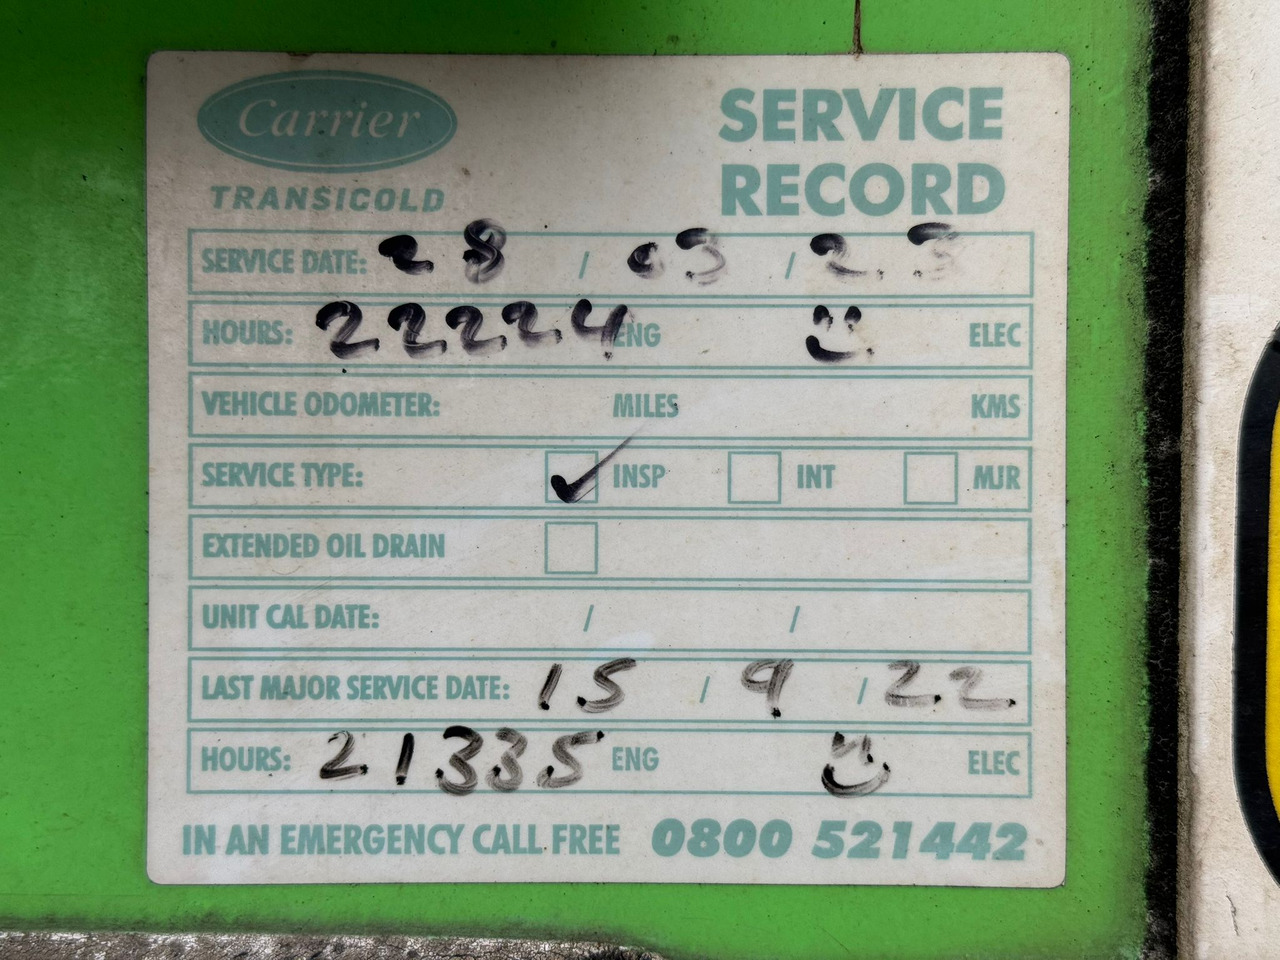 Carrier
TRANSICOLD
SERVICE
RECORD
SERVICE DATE: 28 / 03 / 23
HOURS: 22224 ENG ELEC
VEHICLE ODOMETER: MILES KMS
SERVICE TYPE: ✓ INSP INT MJR
EXTENDED OIL DRAIN
UNIT CAL DATE: / /
LAST MAJOR SERVICE DATE: 15 / 9 / 22
HOURS: 21335 ENG ELEC
IN AN EMERGENCY CALL FREE 0800 521442